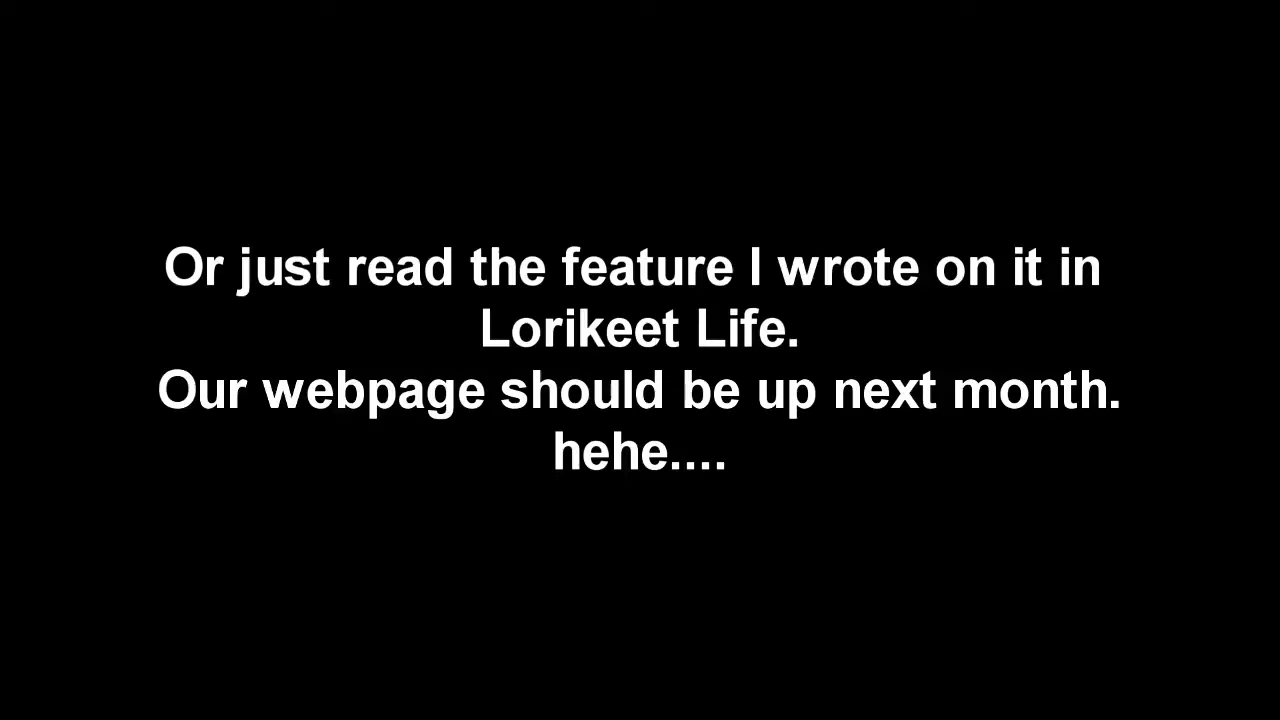 Or just read the feature I wrote on it in
Lorikeet Life.
Our webpage should be up next month.
hehe....